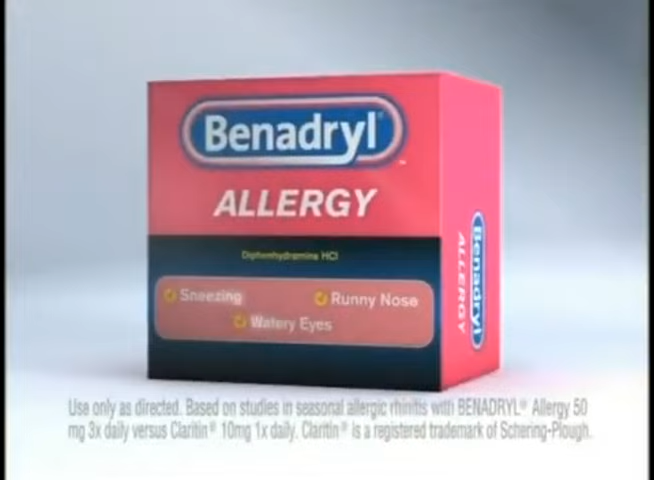 Benadryl®
ALLERGY
Diphenhydramine HCl
Sneezing
Runny Nose
Watery Eyes
Benadryl
ALLERGY
Use only as directed. Based on studies in seasonal allergic rhinitis with BENADRYL® Allergy 50
mg 3x daily versus Claritin® 10mg 1x daily. Claritin® is a registered trademark of Schering-Plough.